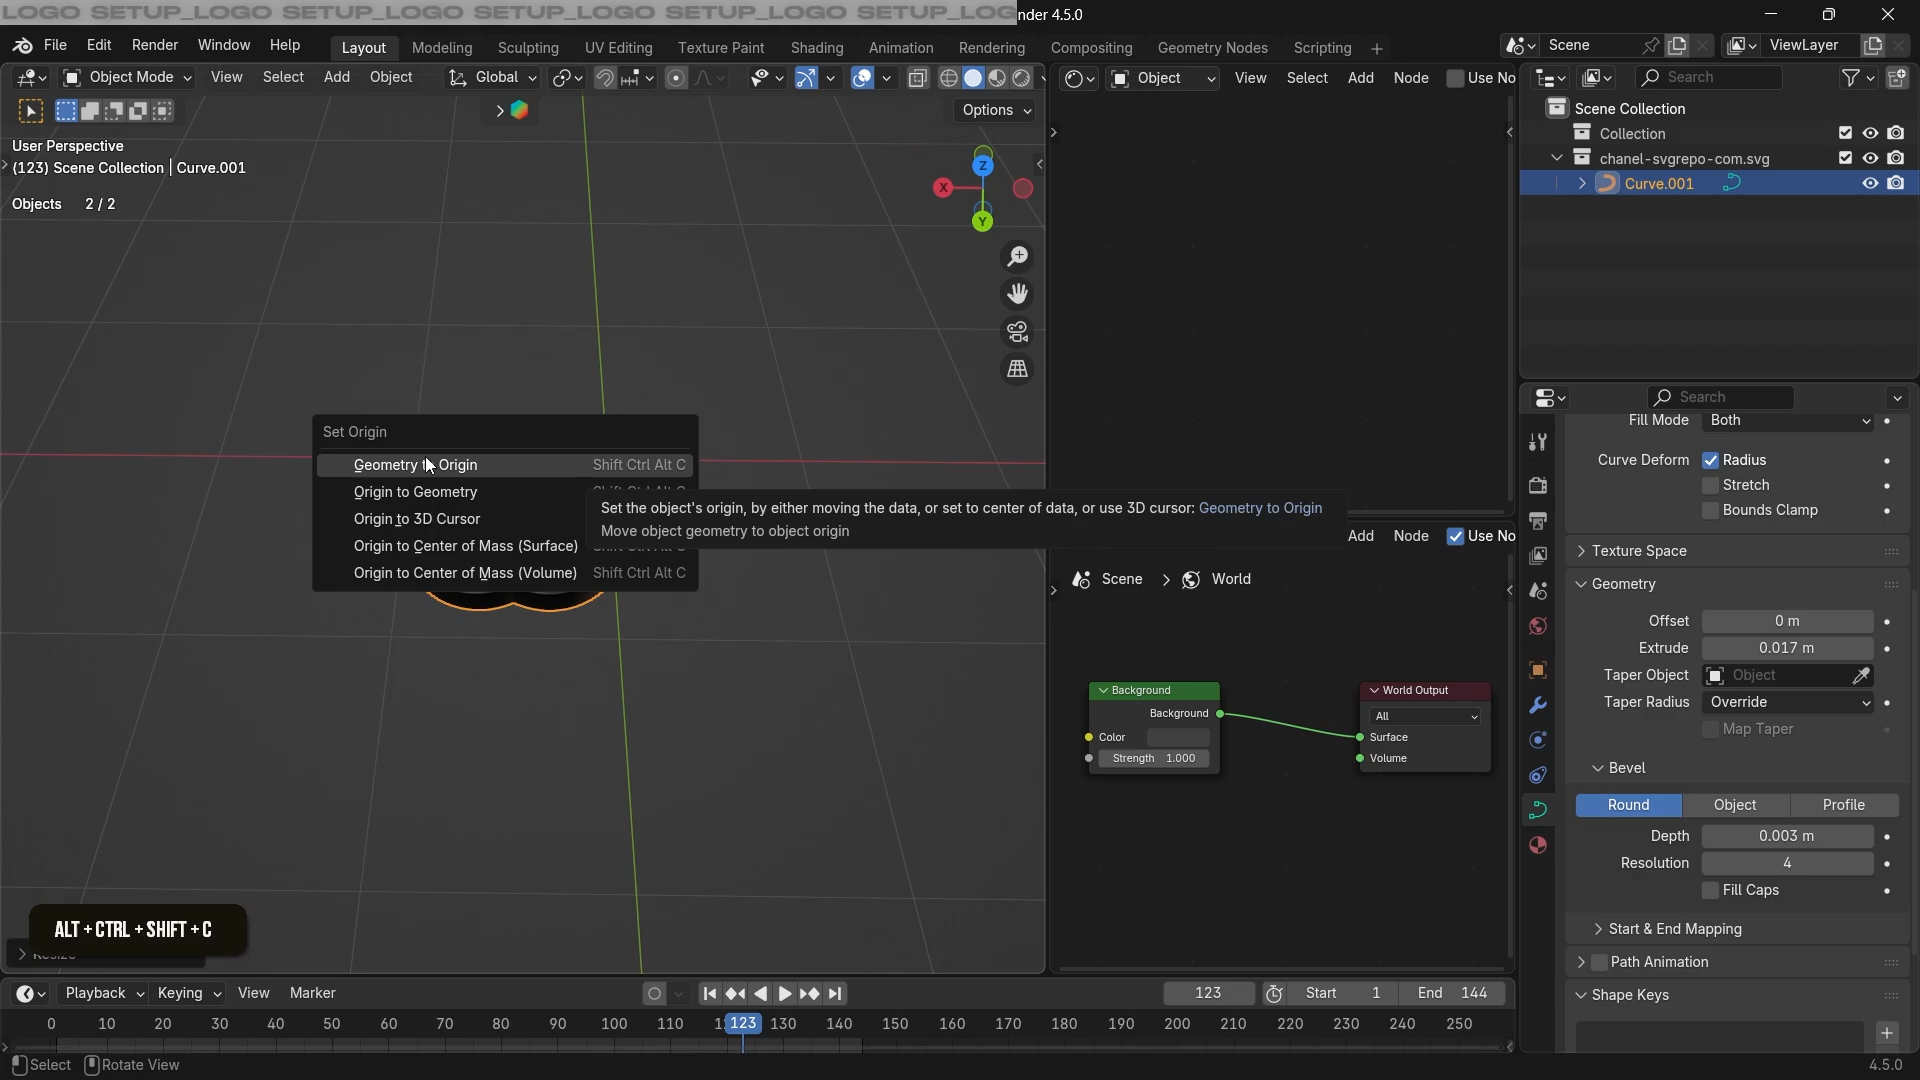 SETUP_LOGO SETUP_LOGO SETUP_LOGO SETUP_LOGO SETUP_LOGO SETUP_LOG nder 4.5.0
File Edit Render Window Help Layout Modeling Sculpting UV Editing Texture Paint Shading Animation Rendering Compositing Geometry Nodes Scripting + Scene ViewLayer
Object Mode View Select Add Object Global
Object View Select Add Node Use No
Search
Options
User Perspective
(123) Scene Collection | Curve.001
Objects 2 / 2
Z
X
Y
Scene Collection
Collection
chanel-svgrepo-com.svg
Curve.001
Set Origin
Geometry to Origin Shift Ctrl Alt C
Origin to Geometry
Origin to 3D Cursor
Origin to Center of Mass (Surface)
Origin to Center of Mass (Volume) Shift Ctrl Alt C
Set the object's origin, by either moving the data, or set to center of data, or use 3D cursor: Geometry to Origin
Move object geometry to object origin
Add Node Use No
Scene > World
Background
Background
Color
Strength 1.000
World Output
All
Surface
Volume
Search
Fill Mode Both
Curve Deform Radius
Stretch
Bounds Clamp
Texture Space
Geometry
Offset 0 m
Extrude 0.017 m
Taper Object Object
Taper Radius Override
Map Taper
Bevel
Round Object Profile
Depth 0.003 m
Resolution 4
Fill Caps
Start & End Mapping
Path Animation
Shape Keys
ALT + CTRL + SHIFT + C
Playback Keying View Marker 123 Start 1 End 144
0 10 20 30 40 50 60 70 80 90 100 110 123 130 140 150 160 170 180 190 200 210 220 230 240 250
Select Rotate View 4.5.0